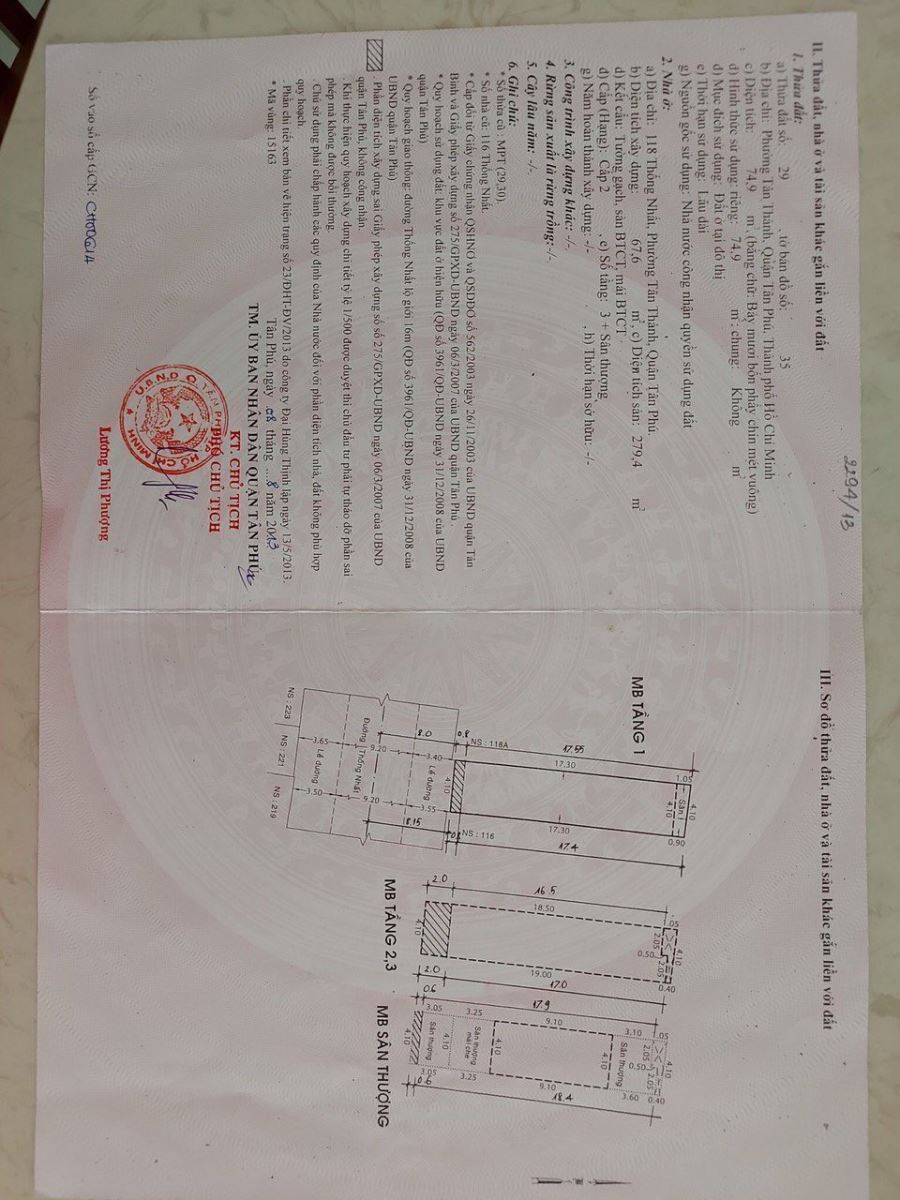 2294/13
II. Thửa đất, nhà ở và tài sản khác gắn liền với đất
1. Thửa đất:
a) Thửa đất số: 29 , tờ bản đồ số: 35
b) Địa chỉ: Phường Tân Thành, Quận Tân Phú, Thành phố Hồ Chí Minh
c) Diện tích: 74,9 m², (bằng chữ: Bảy mươi bốn phẩy chín mét vuông)
d) Hình thức sử dụng: riêng: 74,9 m²; chung: Không m²
đ) Mục đích sử dụng: Đất ở tại đô thị
e) Thời hạn sử dụng: Lâu dài
g) Nguồn gốc sử dụng: Nhà nước công nhận quyền sử dụng đất
2. Nhà ở:
a) Địa chỉ: 118 Thống Nhất, Phường Tân Thành, Quận Tân Phú.
b) Diện tích xây dựng: 67,6 m², c) Diện tích sàn: 279,4 m²
d) Kết cấu: Tường gạch, sàn BTCT, mái BTCT
đ) Cấp (Hạng): Cấp 2 , e) Số tầng: 3 + Sân thượng
g) Năm hoàn thành xây dựng: -/- , h) Thời hạn sở hữu: -/-
3. Công trình xây dựng khác: -/-
4. Rừng sản xuất là rừng trồng:-/-.
5. Cây lâu năm: -/-.
6. Ghi chú:
* Số thửa cũ : MPT (29,30).
* Số nhà cũ: 118 Thống Nhất.
* Cấp đổi từ Giấy chứng nhận QSHNƠ và QSDĐƠ số 562/2003 ngày 26/11/2003 của UBND quận Tân
Bình và Giấy phép xây dựng số 275/GPXD-UBND ngày 06/3/2007 của UBND quận Tân Phú.
* Quy hoạch sử dụng đất: khu vực đất ở hiện hữu (QĐ số 3961/QĐ-UBND ngày 31/12/2008 của UBND
quận Tân Phú)
* Quy hoạch giao thông: đường Thống Nhất lộ giới 16m (QĐ số 3961/QĐ-UBND ngày 31/12/2008 của
UBND quận Tân Phú)
. Phần diện tích xây dựng sai Giấy phép xây dựng số số 275/GPXD-UBND ngày 06/3/2007 của UBND
quận Tân Phú, không công nhận.
. Khi thực hiện quy hoạch xây dựng chi tiết tỷ lệ 1/500 được duyệt thì chủ đầu tư phải tự tháo dỡ phần sai
phép mà không được bồi thường.
. Chủ sử dụng phải chấp hành các quy định của Nhà nước đối với phần diện tích nhà, đất không phù hợp
quy hoạch
. Phần chi tiết xem bản vẽ hiện trạng số 23/ĐHT-ĐV/2013 do công ty Đại Hùng Thịnh lập ngày 13/5/2013.
* Mã vùng: 15163
Tân Phú, ngày 08 tháng ...8 năm 2013
TM. ỦY BAN NHÂN DÂN QUẬN TÂN PHÚ
KT. CHỦ TỊCH
PHÓ CHỦ TỊCH
U.B.N.D Q. TÂN PHÚ
HỒ CHÍ MINH
Lương Thị Phượng
Số vào sổ cấp GCN: CH00614
III. Sơ đồ thửa đất, nhà ở và tài sản khác gắn liền với đất
MB TẦNG 1
17.55
17.30
1.05
4.10
Sân
4.10
0.90
17.30
17.4
8.0
0.8
NS : 118A
4.10
3.40
Lề đường
3.55
NS : 116
8.15
9.20
Đường Thống Nhất
9.20
3.65
Lề đường
3.50
NS : 223
NS : 221
NS : 219
MB TẦNG 2,3
2.0
16.5
18.50
4.10
2.05
0.50
2.05
0.40
4.10
19.00
2.0
17.0
MB SÂN THƯỢNG
0.6
17.9
3.05
3.25
9.10
3.10
4.10
Sân thượng
4.10
Sân thượng mái che
4.10
4.10
Sân thượng
2.05
0.50
2.05
4.10
3.05
3.25
9.10
3.60
0.40
0.6
18.4